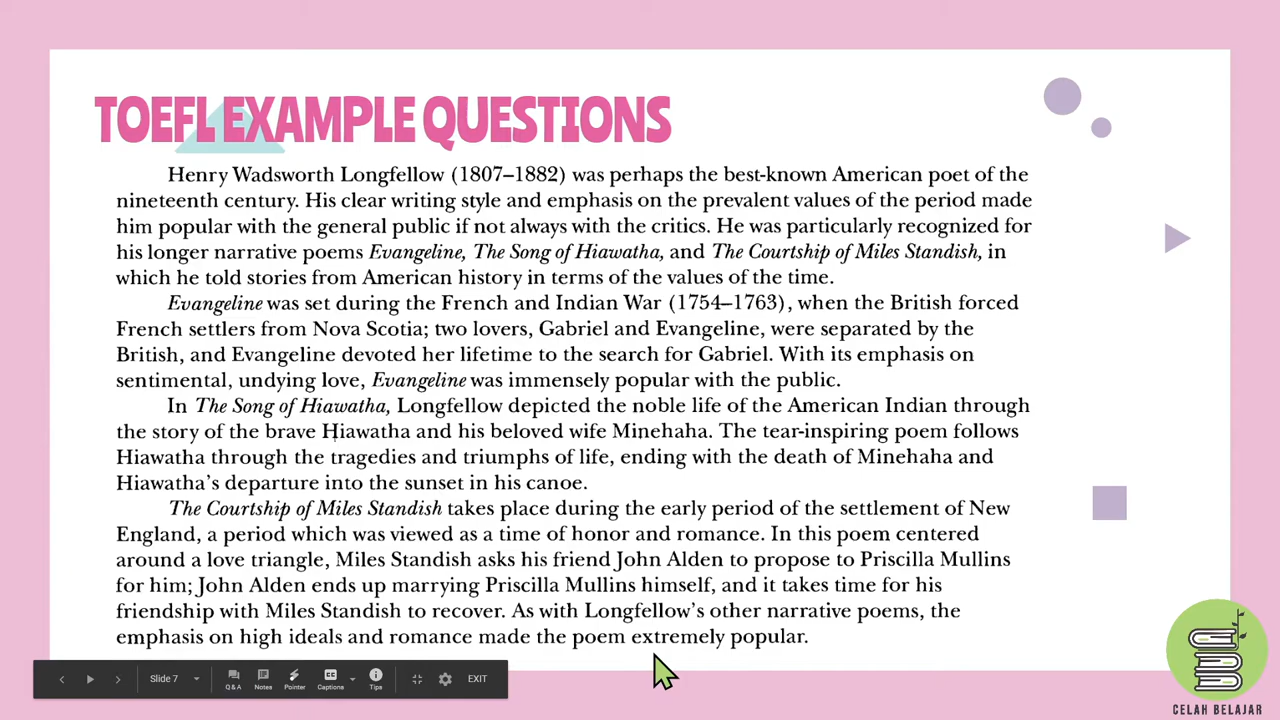 TOEFL EXAMPLE QUESTIONS
Henry Wadsworth Longfellow (1807–1882) was perhaps the best-known American poet of the
nineteenth century. His clear writing style and emphasis on the prevalent values of the period made
him popular with the general public if not always with the critics. He was particularly recognized for
his longer narrative poems Evangeline, The Song of Hiawatha, and The Courtship of Miles Standish, in
which he told stories from American history in terms of the values of the time.
Evangeline was set during the French and Indian War (1754–1763), when the British forced
French settlers from Nova Scotia; two lovers, Gabriel and Evangeline, were separated by the
British, and Evangeline devoted her lifetime to the search for Gabriel. With its emphasis on
sentimental, undying love, Evangeline was immensely popular with the public.
In The Song of Hiawatha, Longfellow depicted the noble life of the American Indian through
the story of the brave Hiawatha and his beloved wife Minehaha. The tear-inspiring poem follows
Hiawatha through the tragedies and triumphs of life, ending with the death of Minehaha and
Hiawatha's departure into the sunset in his canoe.
The Courtship of Miles Standish takes place during the early period of the settlement of New
England, a period which was viewed as a time of honor and romance. In this poem centered
around a love triangle, Miles Standish asks his friend John Alden to propose to Priscilla Mullins
for him; John Alden ends up marrying Priscilla Mullins himself, and it takes time for his
friendship with Miles Standish to recover. As with Longfellow's other narrative poems, the
emphasis on high ideals and romance made the poem extremely popular.
Slide 7
Q&A
Notes
Pointer
Captions
Tips
EXIT
CELAH BELAJAR